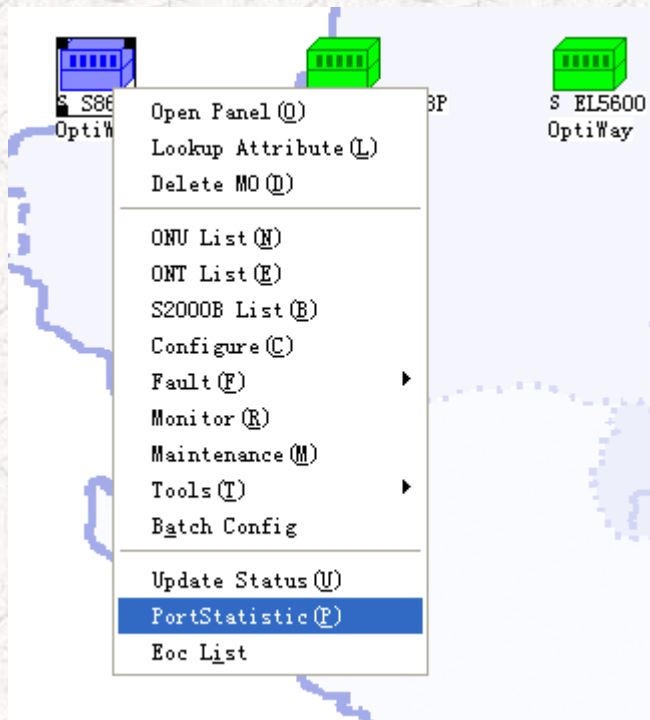 S S86
8P
S EL5600
OptiW
OptiWay
Open Panel(O)
Lookup Attribute(L)
Delete MO(D)
ONU List(N)
ONT List(E)
S2000B List(B)
Configure(C)
Fault(F)
Monitor(R)
Maintenance(M)
Tools(T)
Batch Config
Update Status(U)
PortStatistic(P)
Eoc List